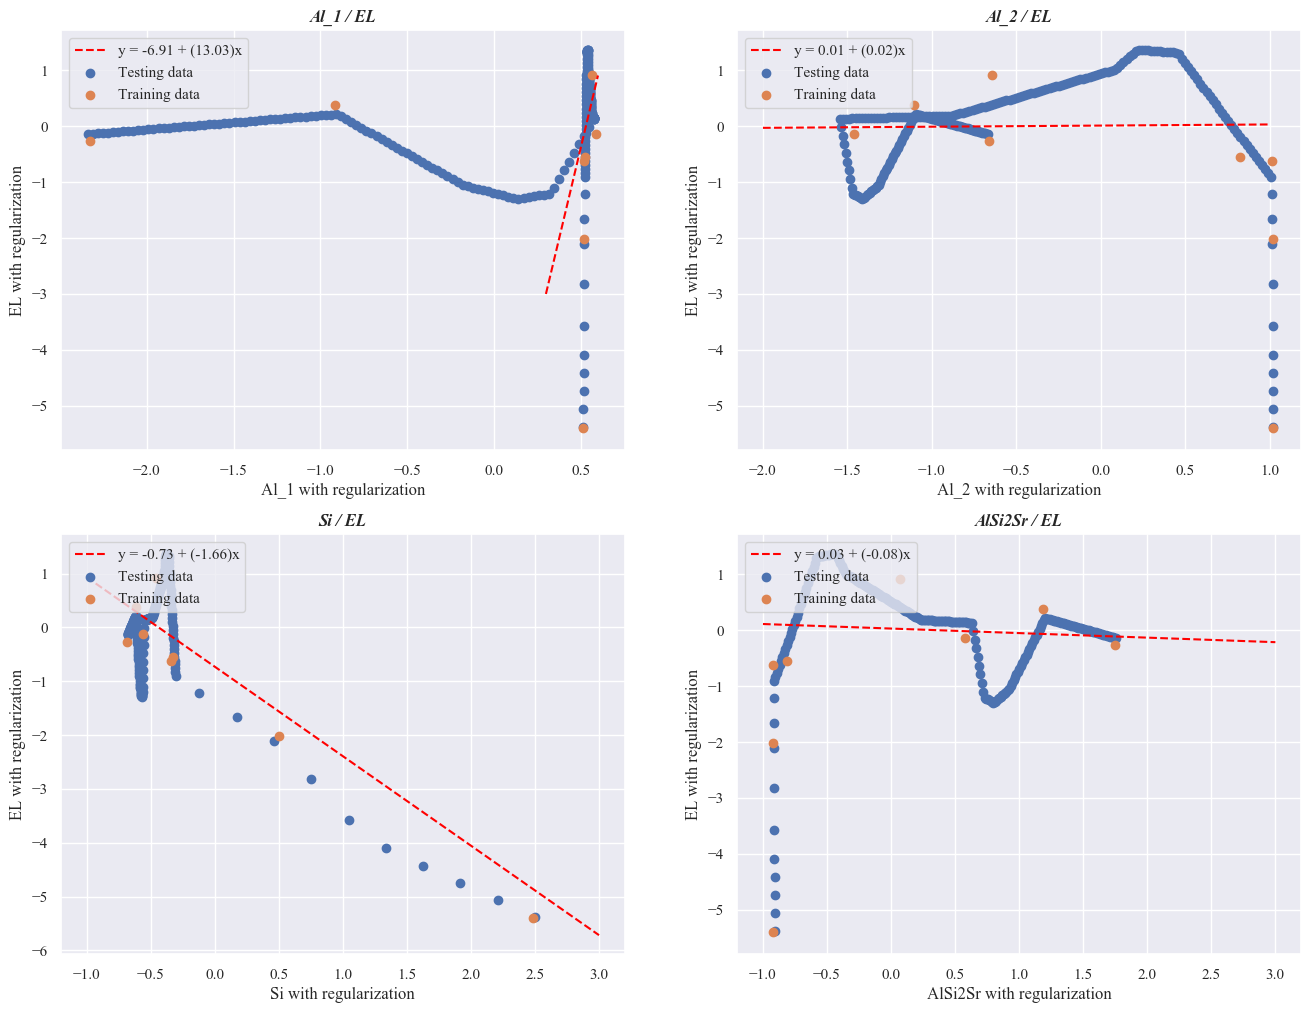 Al_1 / EL
y = -6.91 + (13.03)x
Testing data
Training data
1
0
−1
−2
−3
−4
−5
EL with regularization
−2.0 −1.5 −1.0 −0.5 0.0 0.5
Al_1 with regularization
Al_2 / EL
y = 0.01 + (0.02)x
Testing data
Training data
1
0
−1
−2
−3
−4
−5
EL with regularization
−2.0 −1.5 −1.0 −0.5 0.0 0.5 1.0
Al_2 with regularization
Si / EL
y = -0.73 + (-1.66)x
Testing data
Training data
1
0
−1
−2
−3
−4
−5
−6
EL with regularization
−1.0 −0.5 0.0 0.5 1.0 1.5 2.0 2.5 3.0
Si with regularization
AlSi2Sr / EL
y = 0.03 + (-0.08)x
Testing data
Training data
1
0
−1
−2
−3
−4
−5
EL with regularization
−1.0 −0.5 0.0 0.5 1.0 1.5 2.0 2.5 3.0
AlSi2Sr with regularization